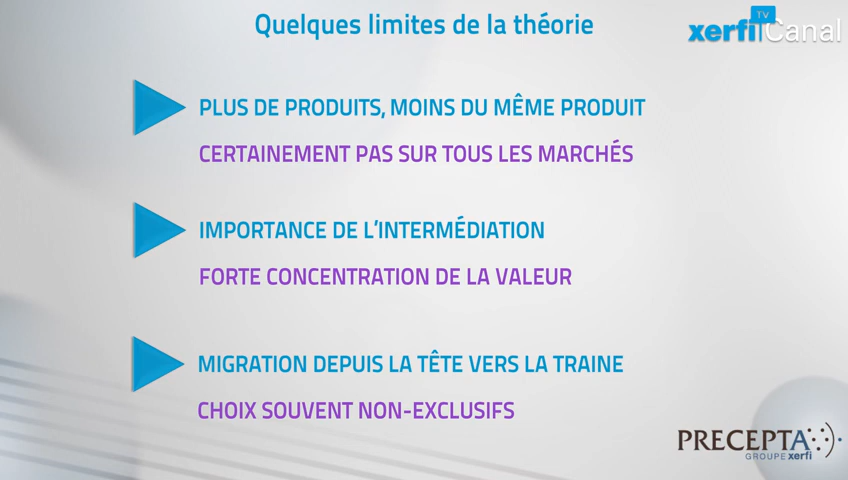 Quelques limites de la théorie
xerfi TV Canal
PLUS DE PRODUITS, MOINS DU MÊME PRODUIT
CERTAINEMENT PAS SUR TOUS LES MARCHÉS
IMPORTANCE DE L'INTERMÉDIATION
FORTE CONCENTRATION DE LA VALEUR
MIGRATION DEPUIS LA TÊTE VERS LA TRAINE
CHOIX SOUVENT NON-EXCLUSIFS
PRECEPTA
GROUPE xerfi